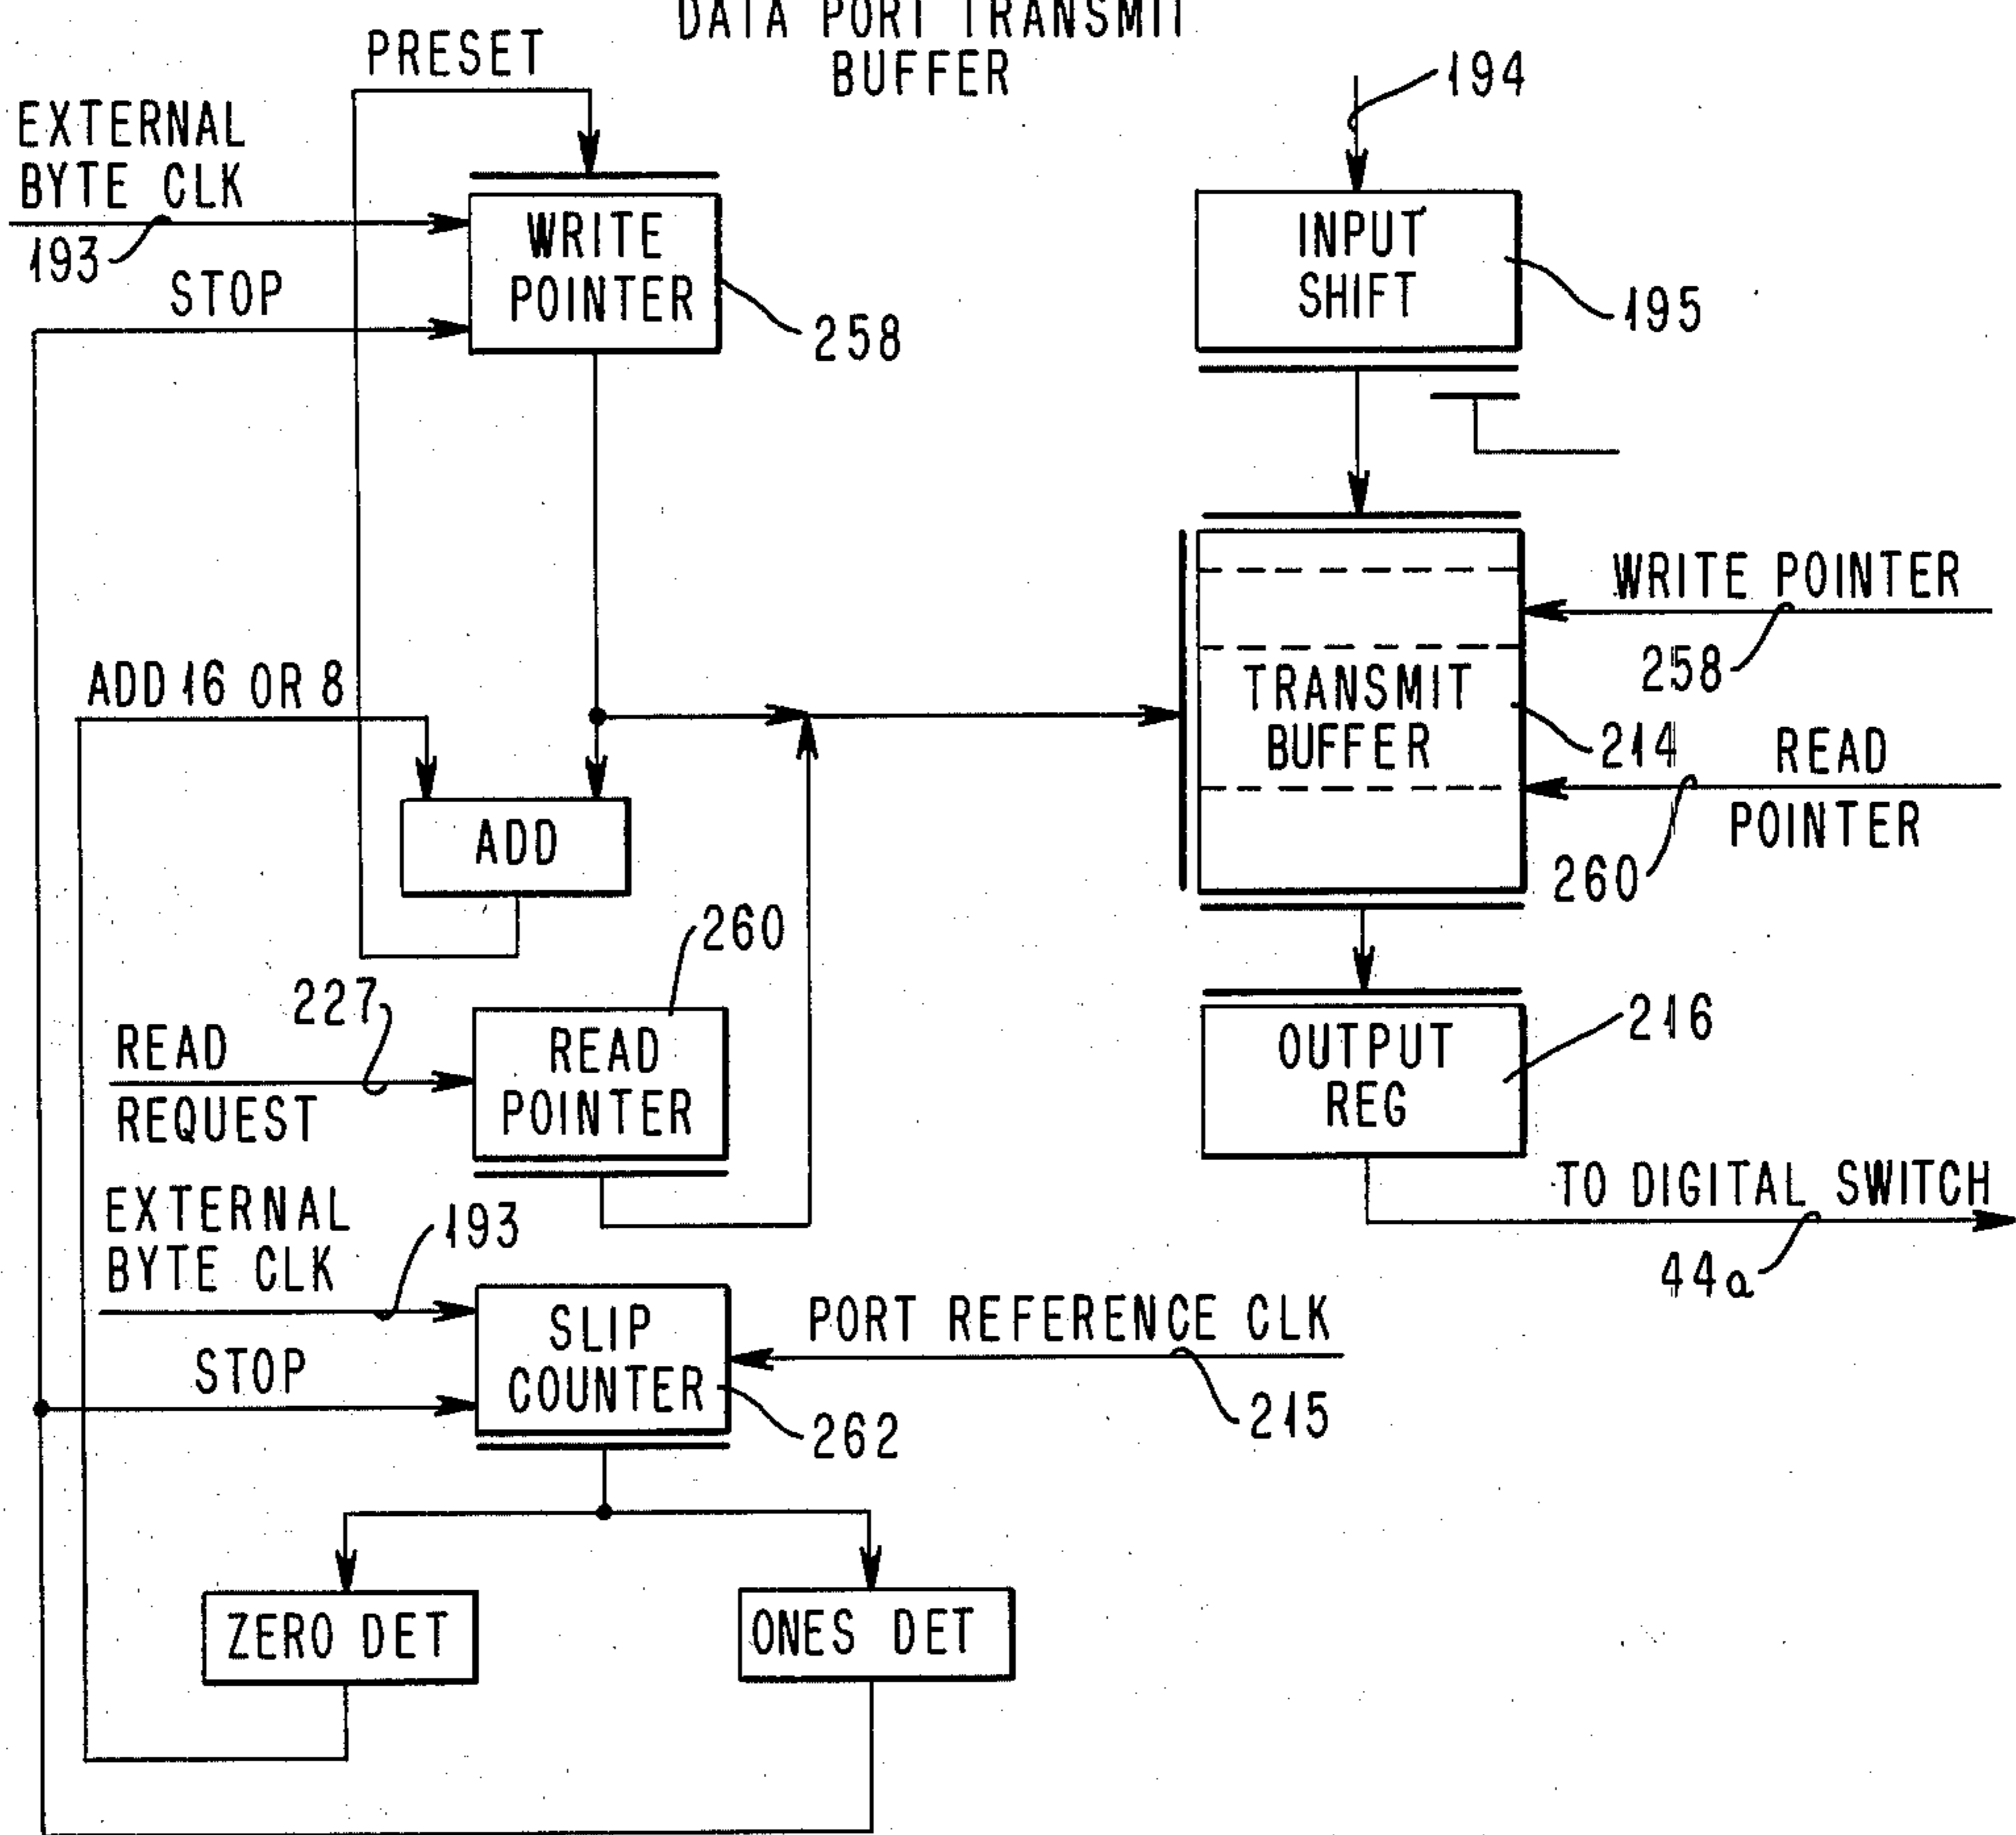 DATA PORT TRANSMIT
BUFFER
PRESET
EXTERNAL
BYTE CLK
193
STOP
WRITE
POINTER
258
194
INPUT
SHIFT
195
ADD 16 OR 8
ADD
TRANSMIT
BUFFER
214
WRITE POINTER
258
READ
POINTER
260
227
READ
REQUEST
READ
POINTER
260
OUTPUT
REG
216
TO DIGITAL SWITCH
44a
EXTERNAL
BYTE CLK
193
STOP
SLIP
COUNTER
262
PORT REFERENCE CLK
215
ZERO DET
ONES DET